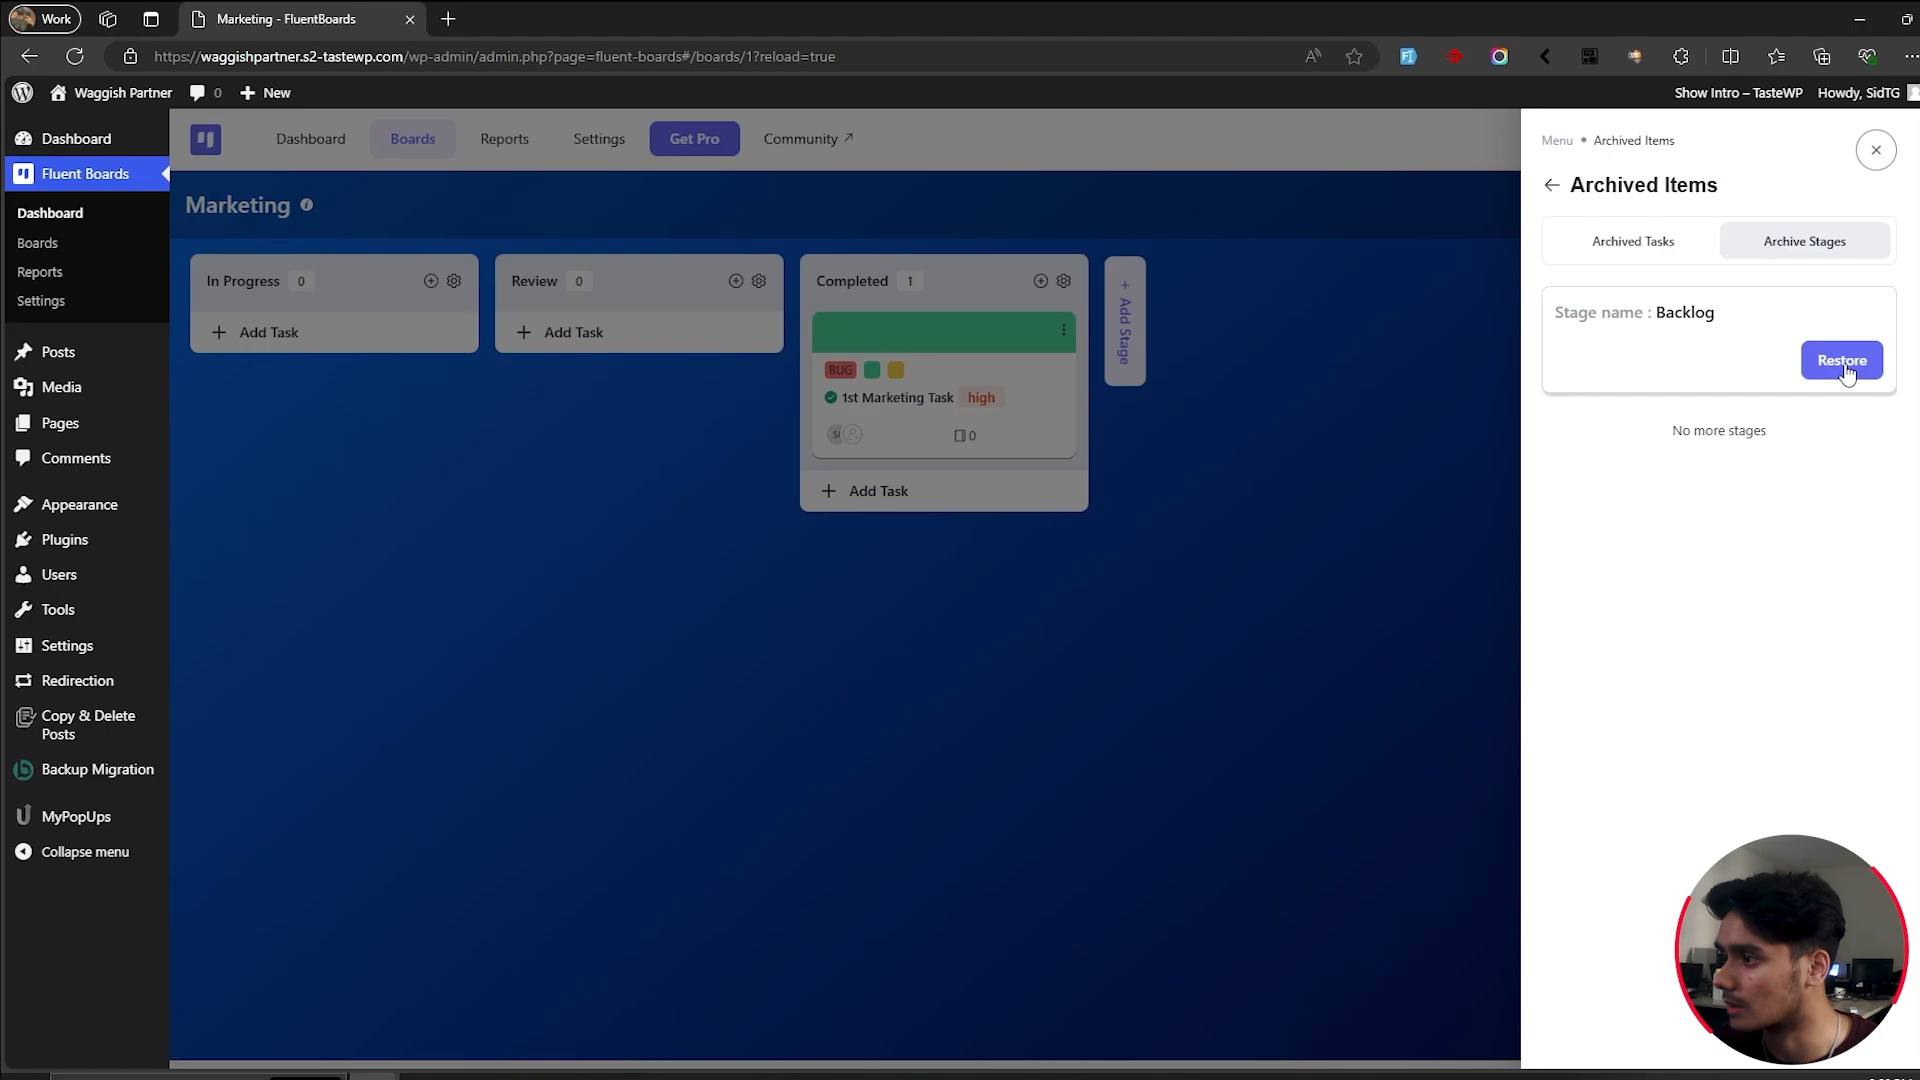 Work
Marketing - FluentBoards
https://waggishpartner.s2-tastewp.com/wp-admin/admin.php?page=fluent-boards#/boards/1?reload=true
Waggish Partner
0
New
Show Intro – TasteWP
Howdy, SidTG
Dashboard
Fluent Boards
Dashboard
Boards
Reports
Settings
Posts
Media
Pages
Comments
Appearance
Plugins
Users
Tools
Settings
Redirection
Copy & Delete
Posts
Backup Migration
MyPopUps
Collapse menu
Dashboard
Boards
Reports
Settings
Get Pro
Community
Marketing
In Progress 0
+ Add Task
Review 0
+ Add Task
Completed 1
BUG
1st Marketing Task high
SI
0
+ Add Task
+ Add Stage
Menu • Archived Items
Archived Items
Archived Tasks
Archive Stages
Stage name : Backlog
Restore
No more stages